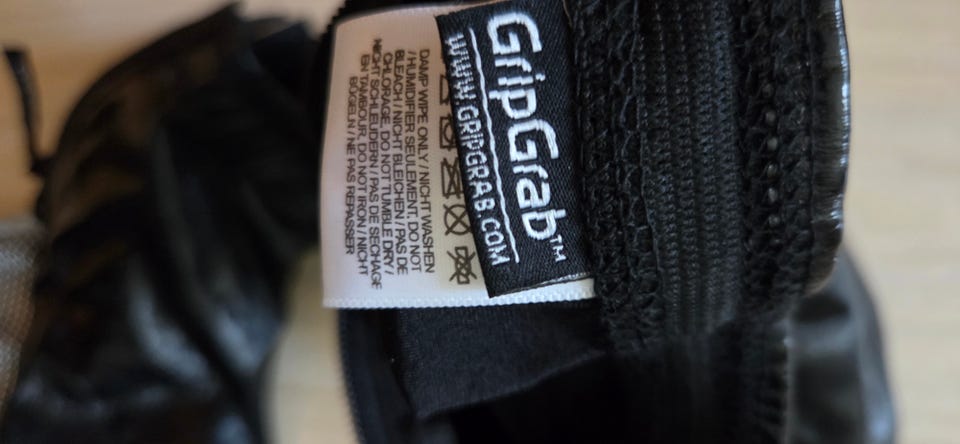 GripGrab™
WWW.GRIPGRAB.COM
DAMP WIPE ONLY / NICHT WASHEN
/ HUMIDIFIER SEULEMENT, DO NOT
BLEACH / NICHT BLEICHEN / PAS DE
CHLORAGE, DO NOT TUMBLE DRY /
NICHT SCHLEUDERN / PAS DE SECHAGE
EN TAMBOUR, DO NOT IRON / NICHT
BÜGELN / NE PAS REPASSER